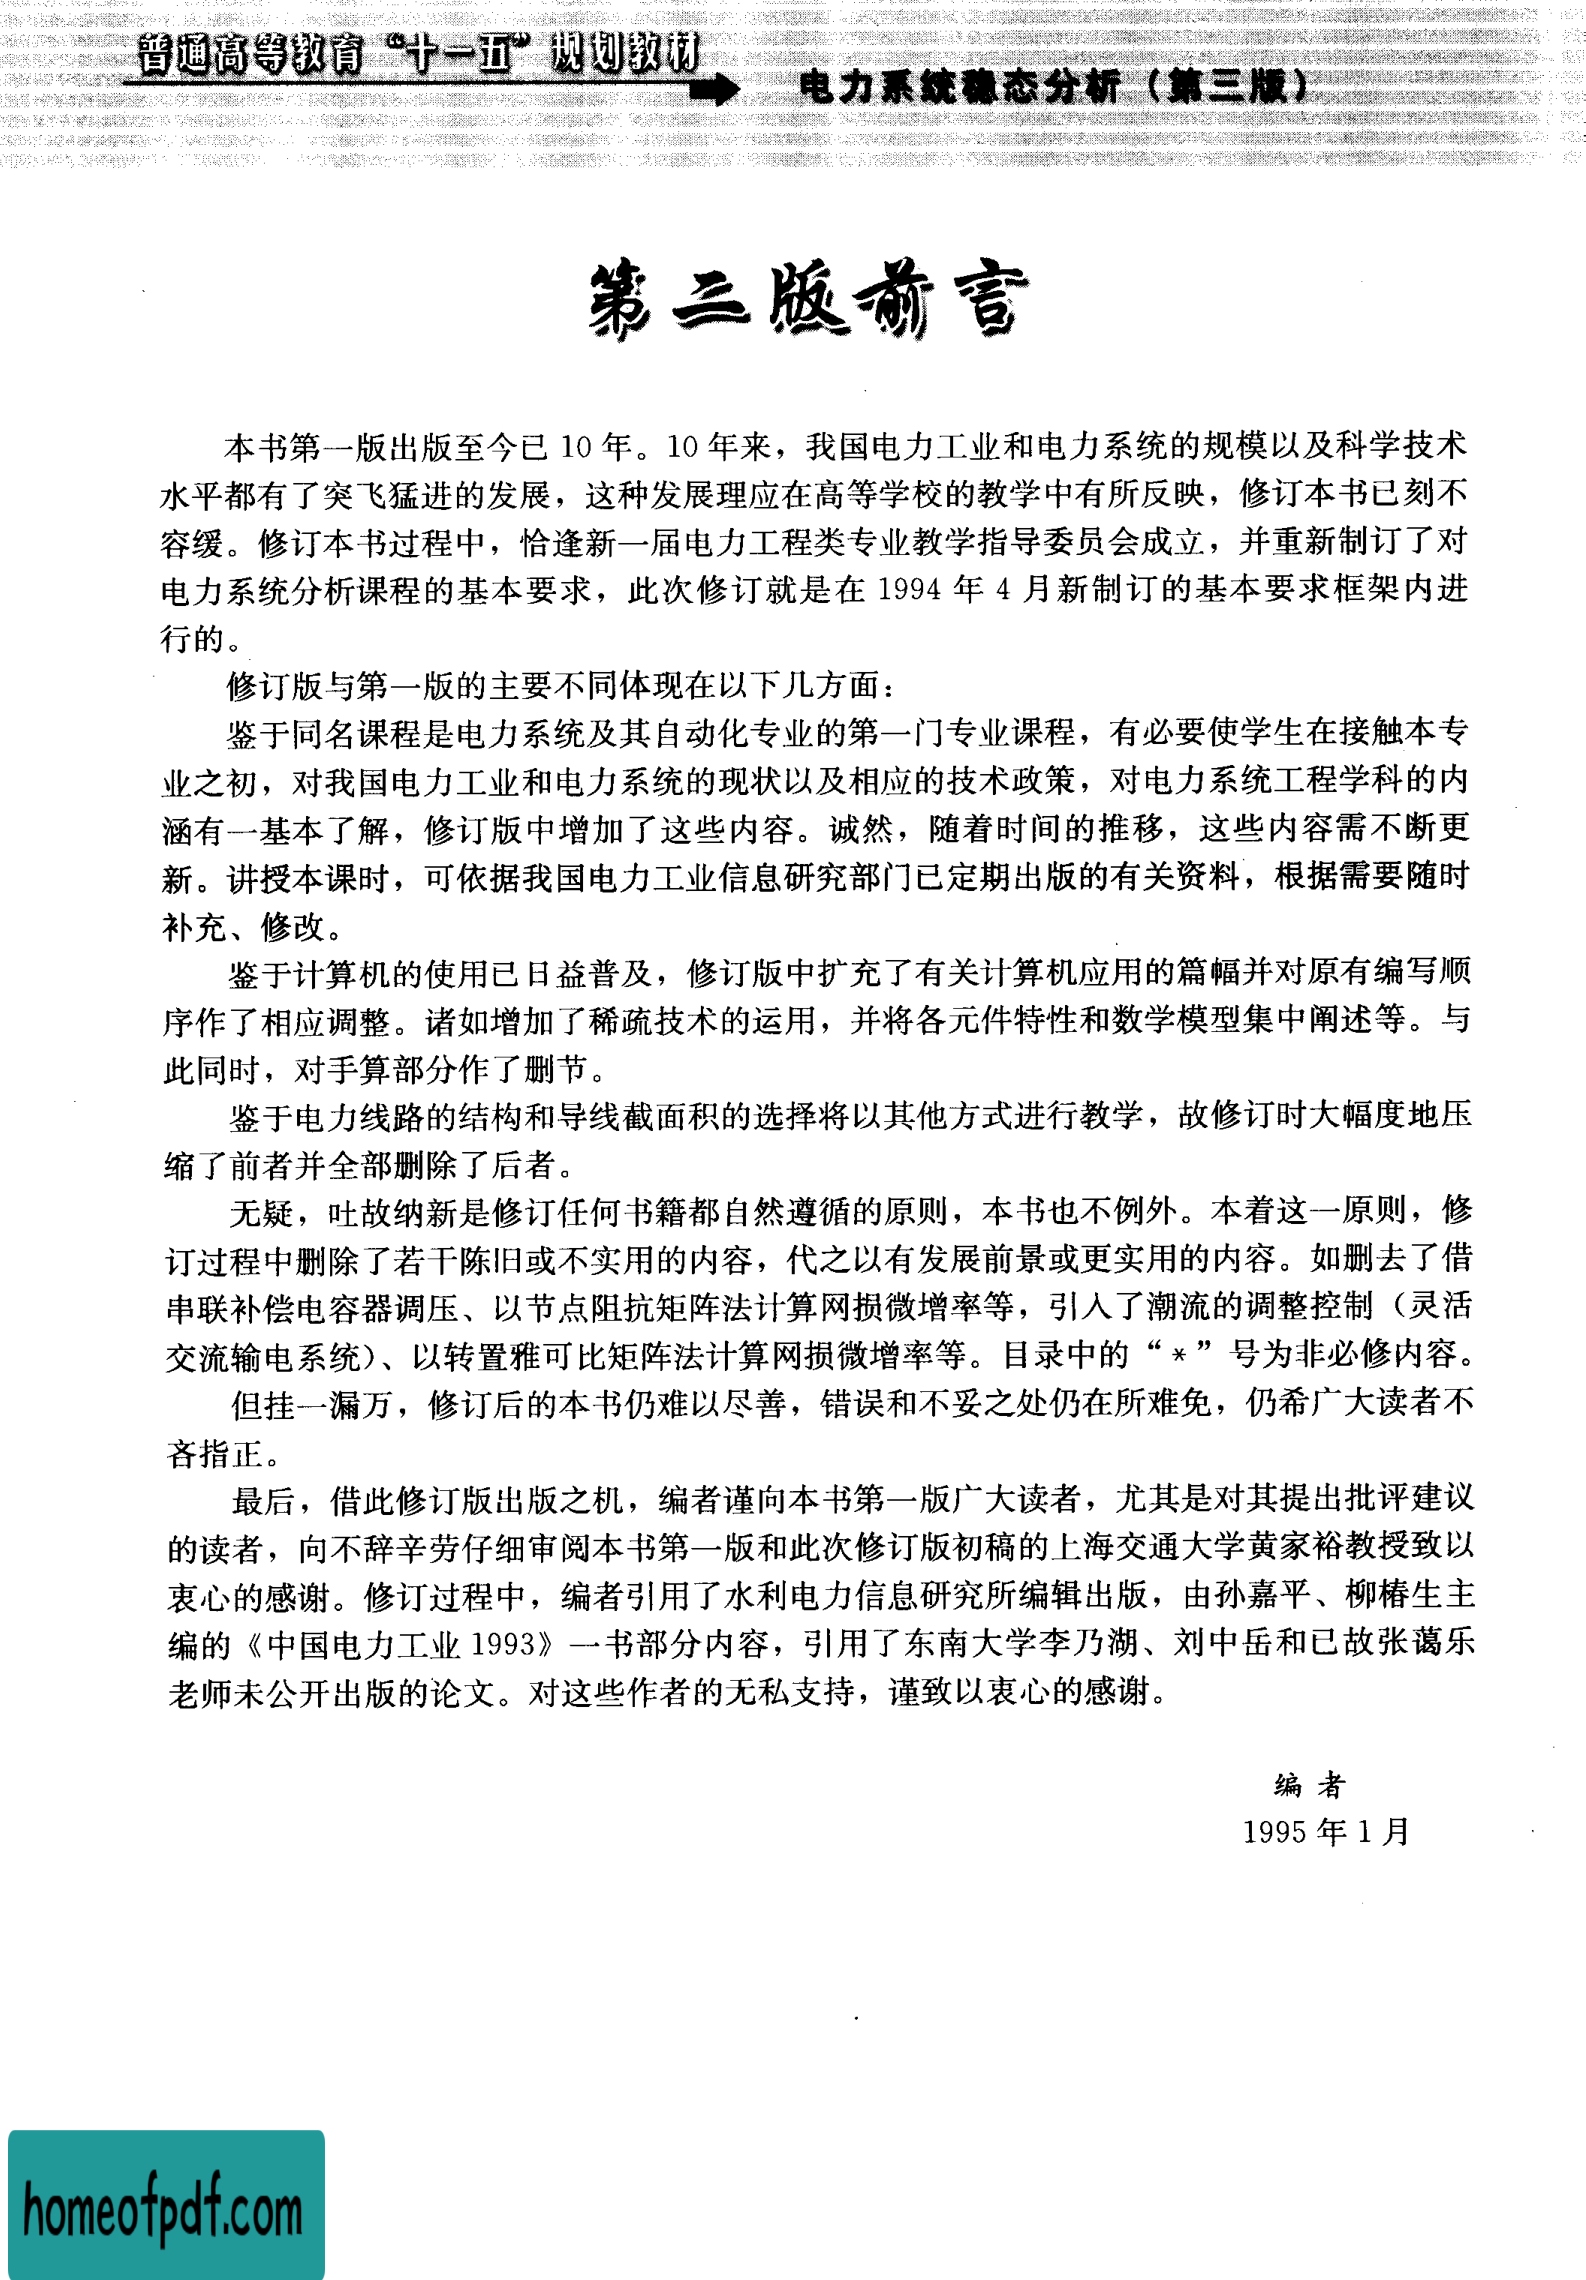 普通高等教育“十一五”规划教材
电力系统稳态分析（第三版）
第二版前言
本书第一版出版至今已 10 年。10 年来，我国电力工业和电力系统的规模以及科学技术
水平都有了突飞猛进的发展，这种发展理应在高等学校的教学中有所反映，修订本书已刻不
容缓。修订本书过程中，恰逢新一届电力工程类专业教学指导委员会成立，并重新制订了对
电力系统分析课程的基本要求，此次修订就是在 1994 年 4 月新制订的基本要求框架内进
行的。
修订版与第一版的主要不同体现在以下几方面：
鉴于同名课程是电力系统及其自动化专业的第一门专业课程，有必要使学生在接触本专
业之初，对我国电力工业和电力系统的现状以及相应的技术政策，对电力系统工程学科的内
涵有一基本了解，修订版中增加了这些内容。诚然，随着时间的推移，这些内容需不断更
新。讲授本课时，可依据我国电力工业信息研究部门已定期出版的有关资料，根据需要随时
补充、修改。
鉴于计算机的使用已日益普及，修订版中扩充了有关计算机应用的篇幅并对原有编写顺
序作了相应调整。诸如增加了稀疏技术的运用，并将各元件特性和数学模型集中阐述等。与
此同时，对手算部分作了删节。
鉴于电力线路的结构和导线截面积的选择将以其他方式进行教学，故修订时大幅度地压
缩了前者并全部删除了后者。
无疑，吐故纳新是修订任何书籍都自然遵循的原则，本书也不例外。本着这一原则，修
订过程中删除了若干陈旧或不实用的内容，代之以有发展前景或更实用的内容。如删去了借
串联补偿电容器调压、以节点阻抗矩阵法计算网损微增率等，引入了潮流的调整控制（灵活
交流输电系统）、以转置雅可比矩阵法计算网损微增率等。目录中的“*”号为非必修内容。
但挂一漏万，修订后的本书仍难以尽善，错误和不妥之处仍在所难免，仍希广大读者不
吝指正。
最后，借此修订版出版之机，编者谨向本书第一版广大读者，尤其是对其提出批评建议
的读者，向不辞辛劳仔细审阅本书第一版和此次修订版初稿的上海交通大学黄家裕教授致以
衷心的感谢。修订过程中，编者引用了水利电力信息研究所编辑出版，由孙嘉平、柳椿生主
编的《中国电力工业 1993》一书部分内容，引用了东南大学李乃湖、刘中岳和已故张蔼乐
老师未公开出版的论文。对这些作者的无私支持，谨致以衷心的感谢。
编 者
1995 年 1 月
homeofpdf.com